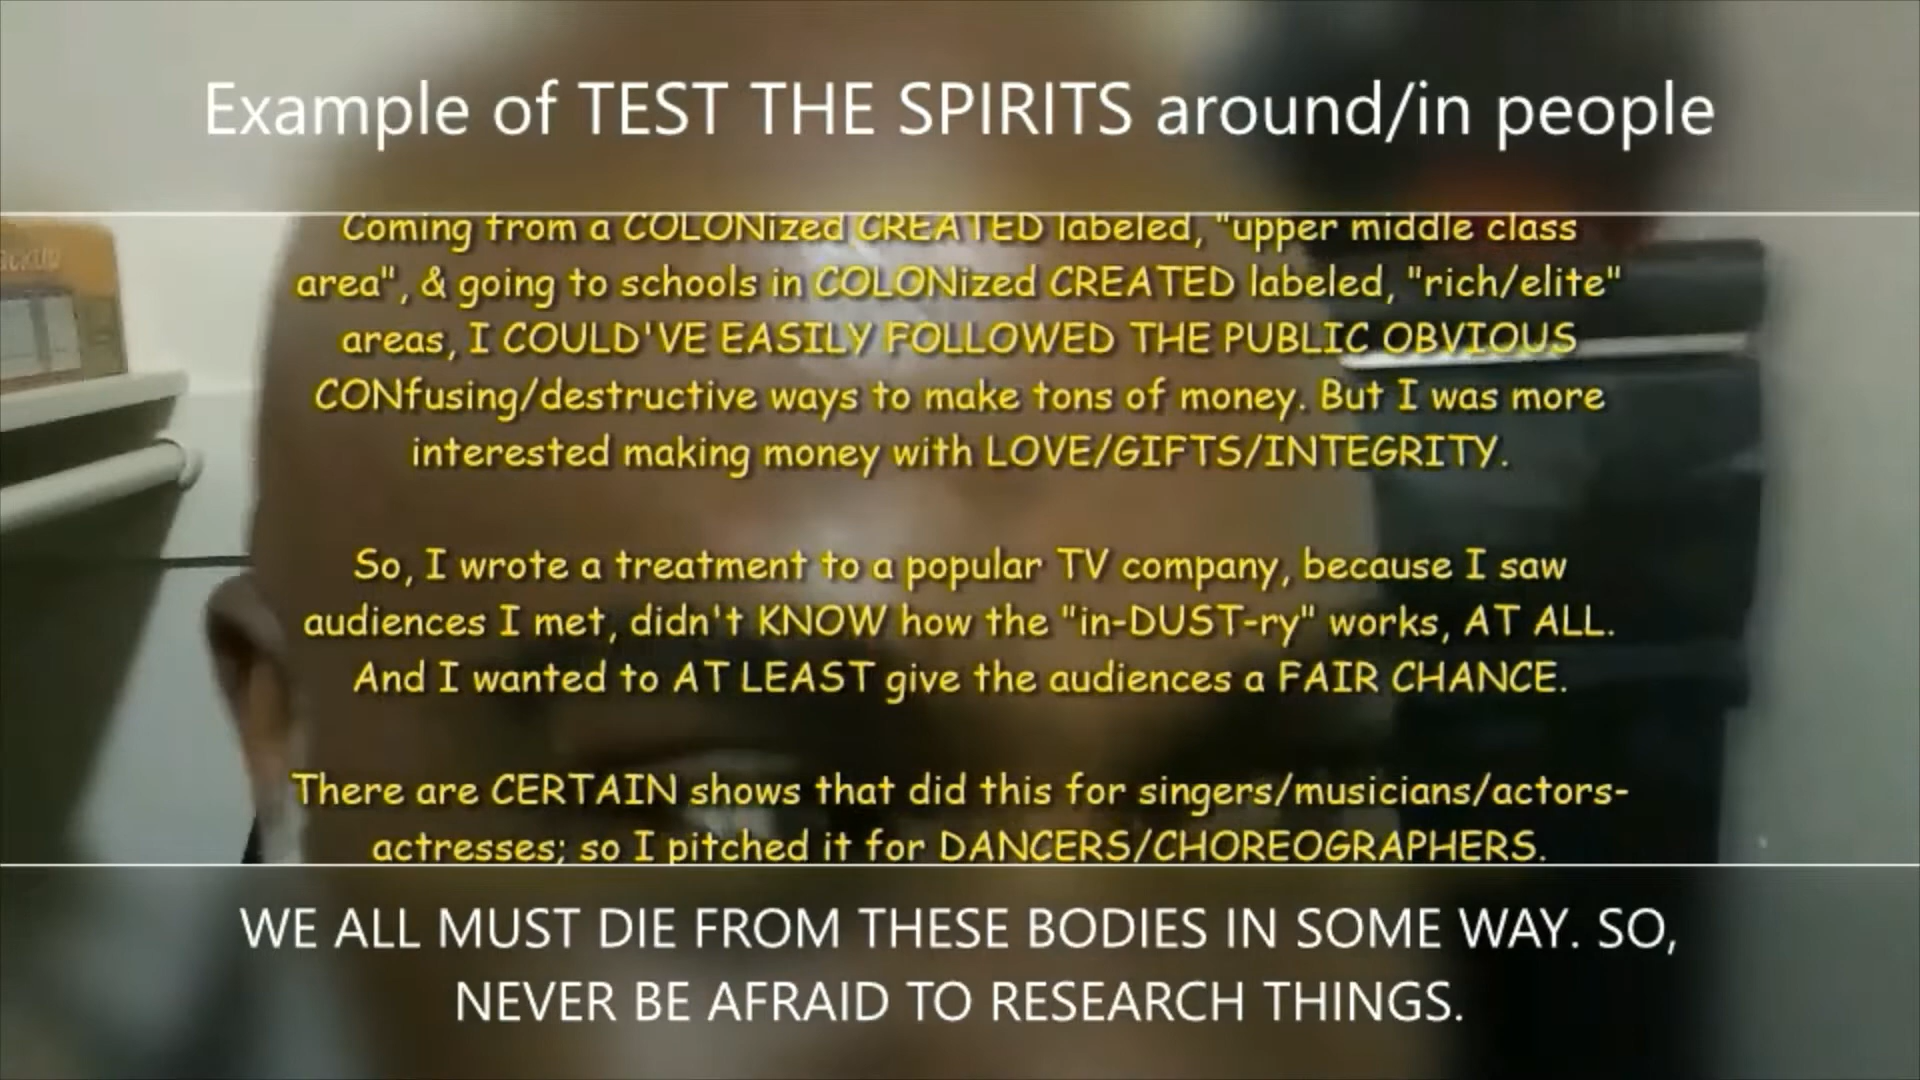 Example of TEST THE SPIRITS around/in people
Coming from a COLONized CREATED labeled, "upper middle class
area", & going to schools in COLONized CREATED labeled, "rich/elite"
areas, I COULD'VE EASILY FOLLOWED THE PUBLIC OBVIOUS
CONfusing/destructive ways to make tons of money. But I was more
interested making money with LOVE/GIFTS/INTEGRITY.
So, I wrote a treatment to a popular TV company, because I saw
audiences I met, didn't KNOW how the "in-DUST-ry" works, AT ALL.
And I wanted to AT LEAST give the audiences a FAIR CHANCE.
There are CERTAIN shows that did this for singers/musicians/actors-
actresses; so I pitched it for DANCERS/CHOREOGRAPHERS.
WE ALL MUST DIE FROM THESE BODIES IN SOME WAY. SO,
NEVER BE AFRAID TO RESEARCH THINGS.